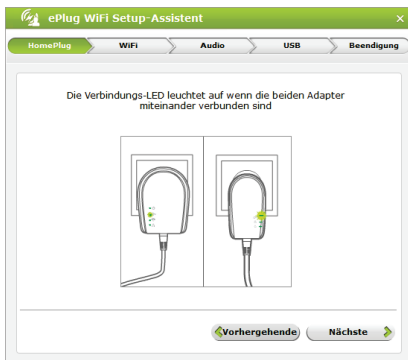 ePlug WiFi Setup-Assistent
HomePlug WiFi Audio USB Beendigung
Die Verbindungs-LED leuchtet auf wenn die beiden Adapter
miteinander verbunden sind
Vorhergehende Nächste